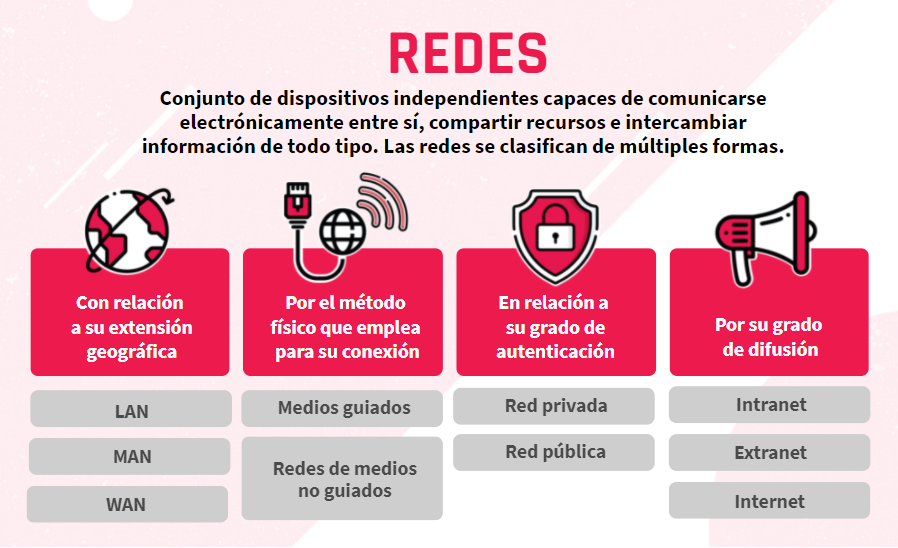 REDES
Conjunto de dispositivos independientes capaces de comunicarse
electrónicamente entre sí, compartir recursos e intercambiar
información de todo tipo. Las redes se clasifican de múltiples formas.
Con relación
a su extensión
geográfica
LAN
MAN
WAN
Por el método
físico que emplea
para su conexión
Medios guiados
Redes de medios
no guiados
En relación a
su grado de
autenticación
Red privada
Red pública
Por su grado
de difusión
Intranet
Extranet
Internet